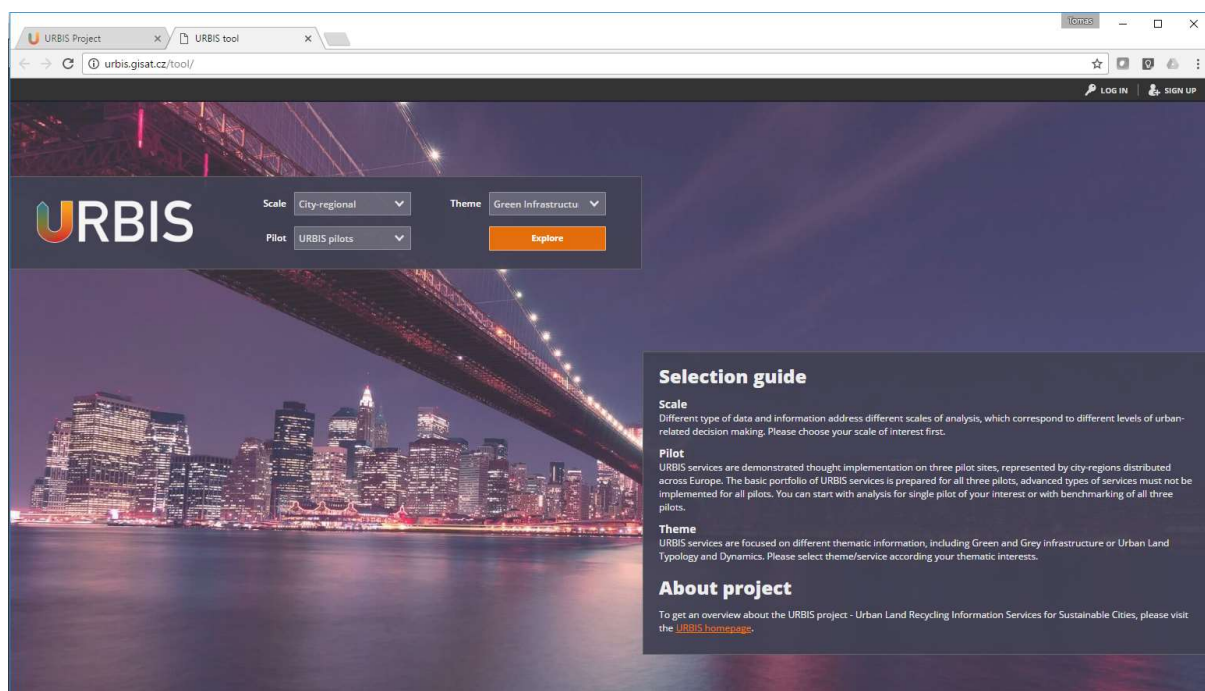 Tomas
URBIS Project
URBIS tool
urbis.gisat.cz/tool/
LOG IN
SIGN UP
URBIS
Scale
City-regional
Theme
Green Infrastructu
Pilot
URBIS pilots
Explore
Selection guide
Scale
Different type of data and information address different scales of analysis, which correspond to different levels of urban-
related decision making. Please choose your scale of interest first.
Pilot
URBIS services are demonstrated thought implementation on three pilot sites, represented by city-regions distributed
across Europe. The basic portfolio of URBIS services is prepared for all three pilots, advanced types of services must not be
implemented for all pilots. You can start with analysis for single pilot of your interest or with benchmarking of all three
pilots.
Theme
URBIS services are focused on different thematic information, including Green and Grey infrastructure or Urban Land
Typology and Dynamics. Please select theme/service according your thematic interests.
About project
To get an overview about the URBIS project - Urban Land Recycling Information Services for Sustainable Cities, please visit
the URBIS homepage.